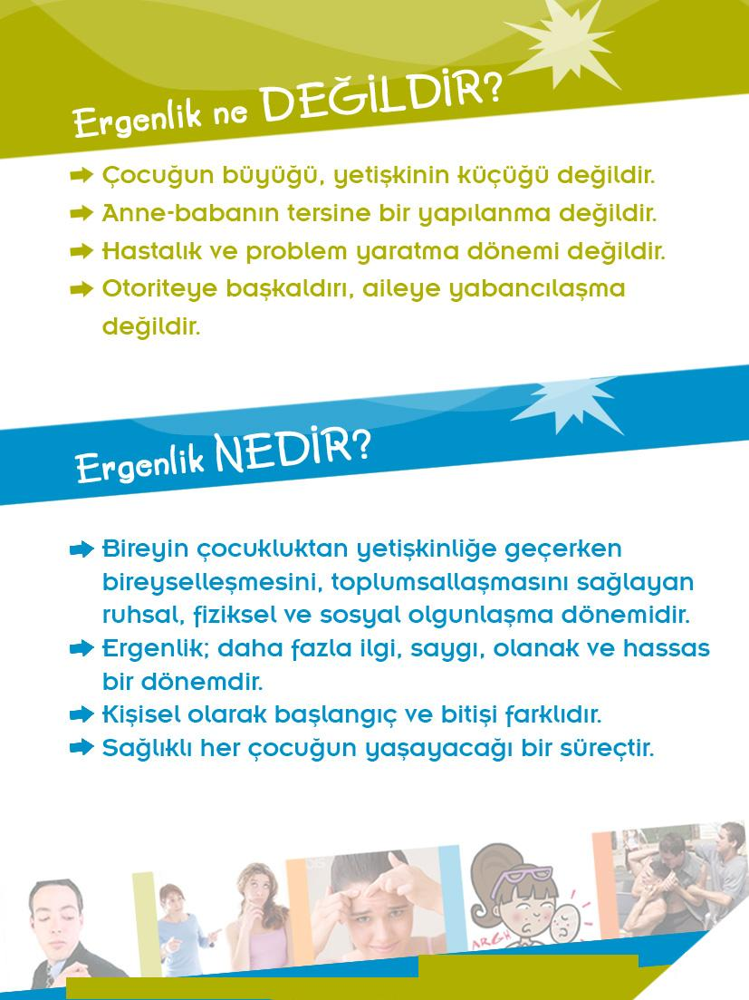 Ergenlik ne DEĞİLDİR?
Çocuğun büyüğü, yetişkinin küçüğü değildir.
Anne-babanın tersine bir yapılanma değildir.
Hastalık ve problem yaratma dönemi değildir.
Otoriteye başkaldırı, aileye yabancılaşma
değildir.
Ergenlik NEDİR?
Bireyin çocukluktan yetişkinliğe geçerken
bireyselleşmesini, toplumsallaşmasını sağlayan
ruhsal, fiziksel ve sosyal olgunlaşma dönemidir.
Ergenlik; daha fazla ilgi, saygı, olanak ve hassas
bir dönemdir.
Kişisel olarak başlangıç ve bitişi farklıdır.
Sağlıklı her çocuğun yaşayacağı bir süreçtir.
ARGH